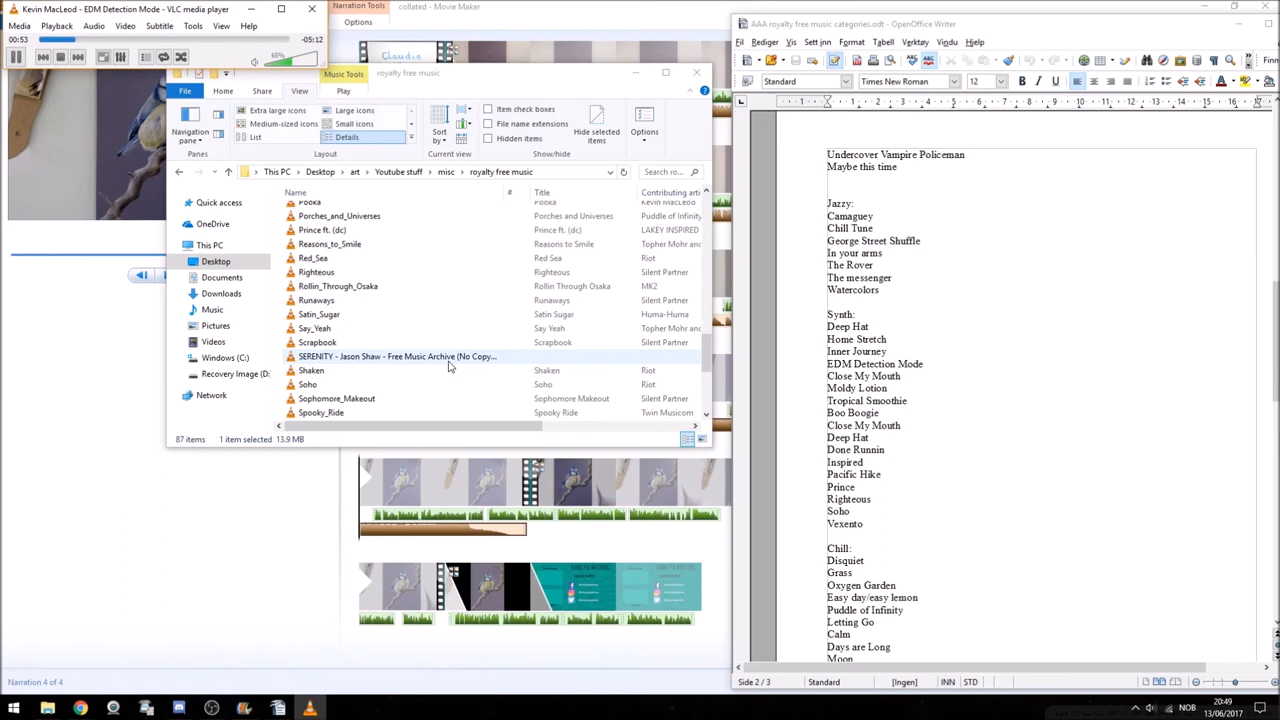 Kevin MacLeod - EDM Detection Mode - VLC media player
Media Playback Audio Video Subtitle Tools View Help
00:53 -05:12
65%
Narration Tools
Options
collated - Movie Maker
Claudia
Music Tools
royalty free music
File Home Share View Play
Navigation pane
Panes
Extra large icons Large icons
Medium-sized icons Small icons
List Details
Layout
Sort by
Current view
Item check boxes
File name extensions
Hidden items
Hide selected items
Show/hide
Options
This PC Desktop art Youtube stuff misc royalty free music
Search ro...
Quick access
OneDrive
This PC
Desktop
Documents
Downloads
Music
Pictures
Videos
Windows (C:)
Recovery Image (D:
Network
Name # Title Contributing arti
Pooka Kevin MacLeod
Porches_and_Universes Porches and Universes Puddle of Infinity
Prince ft. (dc) Prince ft. (dc) LAKEY INSPIRED
Reasons_to_Smile Reasons to Smile Topher Mohr and
Red_Sea Red Sea Riot
Righteous Righteous Silent Partner
Rollin_Through_Osaka Rollin Through Osaka MK2
Runaways Runaways Silent Partner
Satin_Sugar Satin Sugar Huma-Huma
Say_Yeah Say Yeah Topher Mohr and
Scrapbook Scrapbook Silent Partner
SERENITY - Jason Shaw - Free Music Archive (No Copy...
Shaken Shaken Riot
Soho Soho Riot
Sophomore_Makeout Sophomore Makeout Silent Partner
Spooky_Ride Spooky Ride Twin Musicom
87 items 1 item selected 13.9 MB
Narration 4 of 4
AAA royalty free music categories.odt - OpenOffice Writer
Fil Rediger Vis Sett jnn Format Tabell Verktøy Vindu Hjelp
Finn
Standard Times New Roman 12
Undercover Vampire Policeman
Maybe this time
Jazzy:
Camaguey
Chill Tune
George Street Shuffle
In your arms
The Rover
The messenger
Watercolors
Synth:
Deep Hat
Home Stretch
Inner Journey
EDM Detection Mode
Close My Mouth
Moldy Lotion
Tropical Smoothie
Boo Boogie
Close My Mouth
Deep Hat
Done Runnin
Inspired
Pacific Hike
Prince
Righteous
Soho
Vexento
Chill:
Disquiet
Grass
Oxygen Garden
Easy day/easy lemon
Puddle of Infinity
Letting Go
Calm
Days are Long
Moon
Side 2 / 3 Standard [Ingen] INN STD
NOB
20:49
13/06/2017